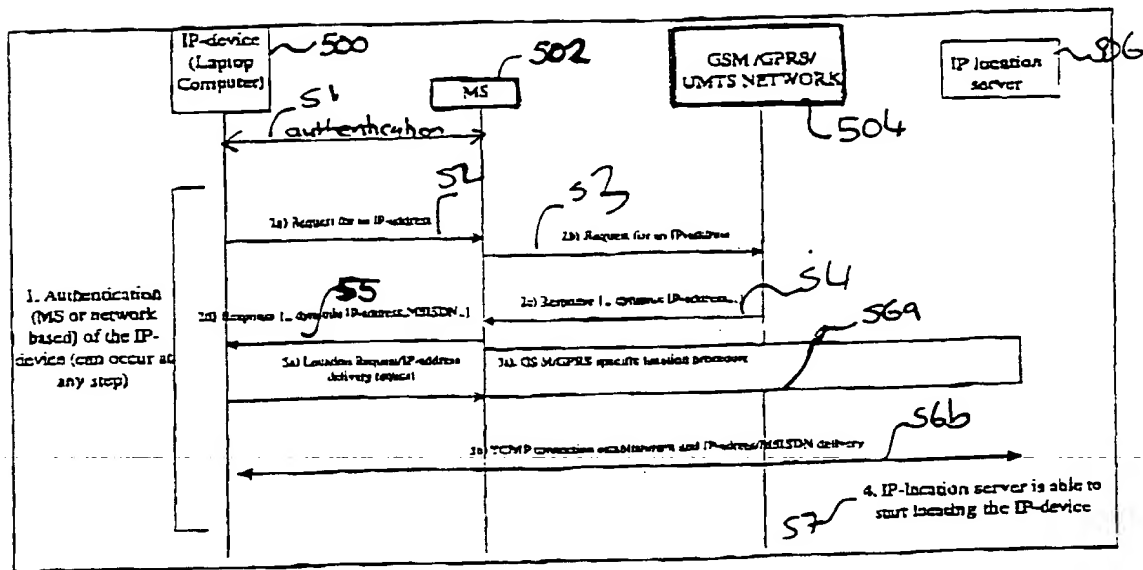 IP-device
(Laptop
Computer)
500
502
MS
GSM/GPRS/
UMTS NETWORK
504
IP location
server
506
S1
authentication
S2
S3
2a) Request for an IP-address
2b) Request for an IP-address
1. Authentication
(MS or network
based) of the IP-
device (can occur at
any step)
S5
S4
2d) Response (.. dynamic IP-address, MSISDN..)
2c) Response (.. dynamic IP-address..
S6a
3a) Location Request/IP-address
delivery request
3a). GSM/GPRS specific location procedure
S6b
3b) TCP/IP connection establishment and IP-address/MSISDN delivery
4. IP-location server is able to
start locating the IP-device
S7